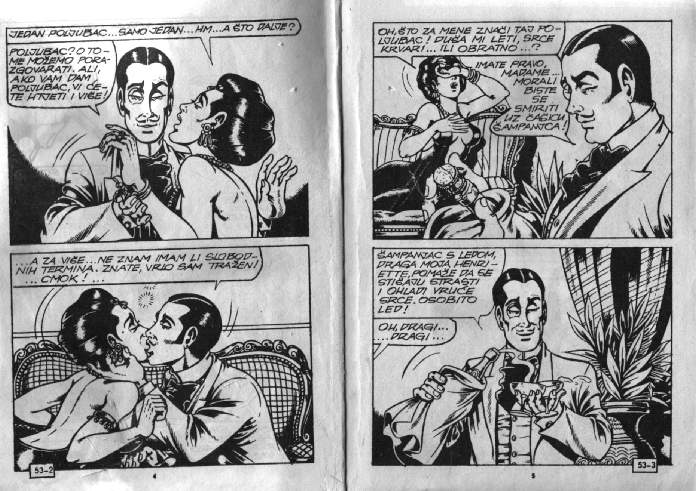 JEDAN POLJUBAC...SAMO JEDAN...HM...A ŠTO DALJE?
POLJUBAC? O TO-
ME MOŽEMO PORA-
ZGOVARATI. ALI,
AKO VAM DAM
POLJUBAC, VI ĆE-
TE HTJETI I VIŠE!
...A ZA VIŠE...NE ZNAM IMAM LI SLOBOD-
NIH TERMINA. ZNATE, VRLO SAM TRAŽENI
...CMOK!...
53-2
4
OH, ŠTO ZA MENE ZNAČI TAJ PO-
LJUBAC! DUŠA MI LETI, SRCE
KRVARI... ILI OBRATNO...?
IMATE PRAVO,
MADAME...
MORALI
BISTE
SE
SMIRITI
UZ ČAŠICU
ŠAMPANJCA!
ŠAMPANJAC S LEDOM,
DRAGA MOJA HENRI-
ETTE, POMAŽE DA SE
STIŠAJU STRASTI
I OHLADI VRUĆE
SRCE. OSOBITO
LED!
OH, DRAGI...
....DRAGI...
5
53-3